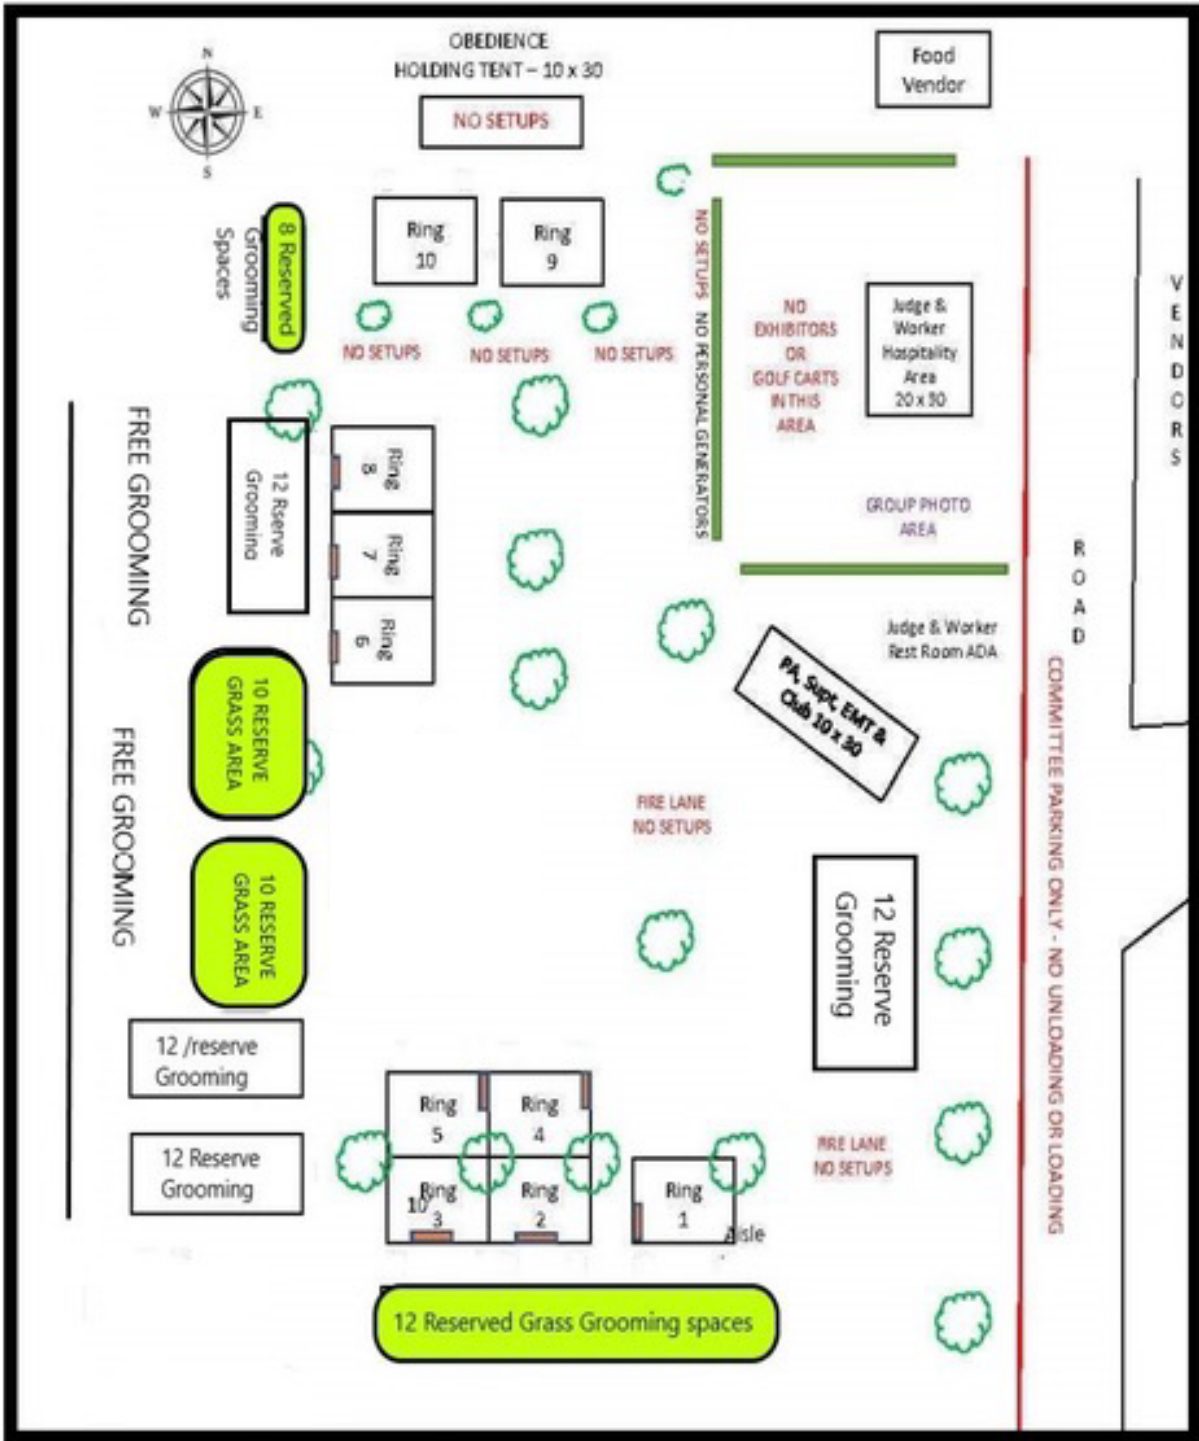 OBEDIENCE
HOLDING TENT – 10 x 30
NO SETUPS
Food
Vendor
N
W
E
S
8 Reserved
Grooming
Spaces
Ring
10
Ring
9
NO SETUPS
NO SETUPS
NO SETUPS
NO SETUPS NO PERSONAL GENERATORS
NO
EXHIBITORS
OR
GOLF CARTS
IN THIS
AREA
Judge &
Worker
Hospitality
Area
20 x 30
GROUP PHOTO
AREA
VENDORS
ROAD
FREE GROOMING
12 Rserve
Grooming
Ring
8
Ring
7
Ring
6
Judge & Worker
Rest Room ADA
PA, Supt, EMT &
Club 10 x 30
COMMITTEE PARKING ONLY - NO UNLOADING OR LOADING
10 RESERVE
GRASS AREA
FREE GROOMING
FIRE LANE
NO SETUPS
10 RESERVE
GRASS AREA
12 Reserve
Grooming
12 /reserve
Grooming
12 Reserve
Grooming
Ring
5
Ring
4
Ring
10
3
Ring
2
Ring
1
Aisle
FIRE LANE
NO SETUPS
12 Reserved Grass Grooming spaces